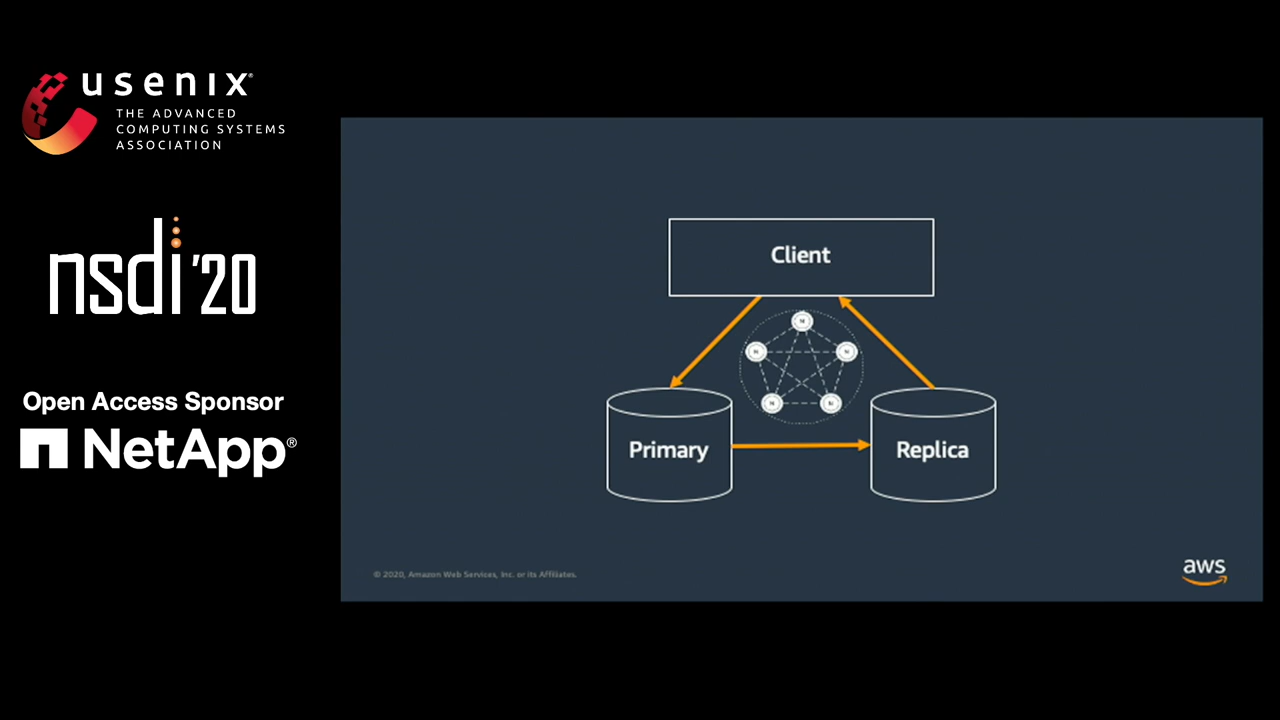 usenix®
THE ADVANCED
COMPUTING SYSTEMS
ASSOCIATION
nsdi '20
Open Access Sponsor
NetApp®
Client
Primary
Replica
© 2020, Amazon Web Services, Inc. or its Affiliates.
aws